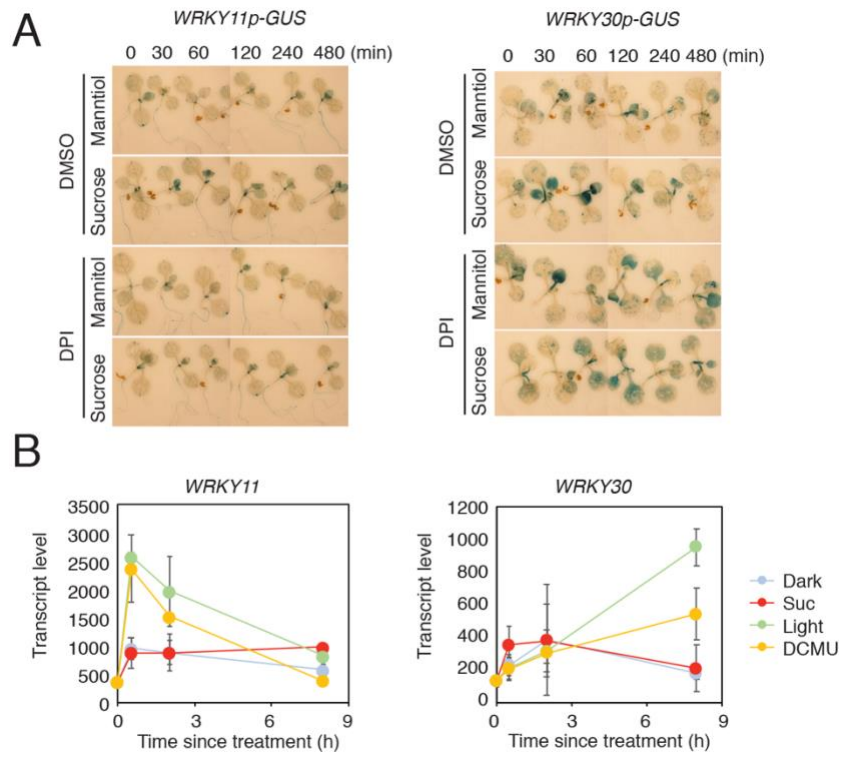 A
WRKY11p-GUS
0 30 60 120 240 480 (min)
DMSO
Manntiol
Sucrose
DPI
Mannitol
Sucrose
WRKY30p-GUS
0 30 60 120 240 480 (min)
DMSO
Manntiol
Sucrose
DPI
Mannitol
Sucrose
B
WRKY11
Transcript level
3500
3000
2500
2000
1500
1000
500
0
0 3 6 9
Time since treatment (h)
WRKY30
Transcript level
1200
1000
800
600
400
200
0
0 3 6 9
Time since treatment (h)
Dark
Suc
Light
DCMU